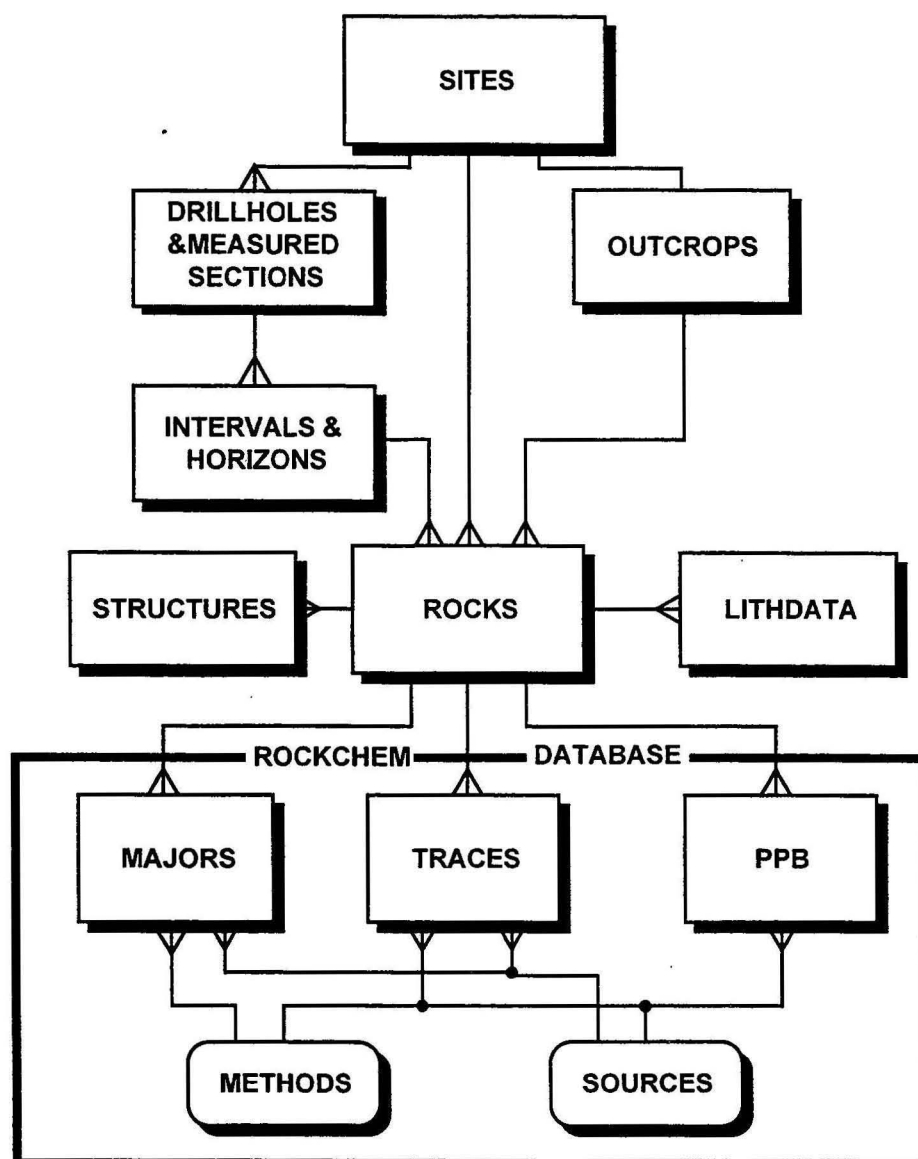 SITES
DRILLHOLES
&MEASURED
SECTIONS
OUTCROPS
INTERVALS &
HORIZONS
STRUCTURES
ROCKS
LITHDATA
ROCKCHEM DATABASE
MAJORS
TRACES
PPB
METHODS
SOURCES